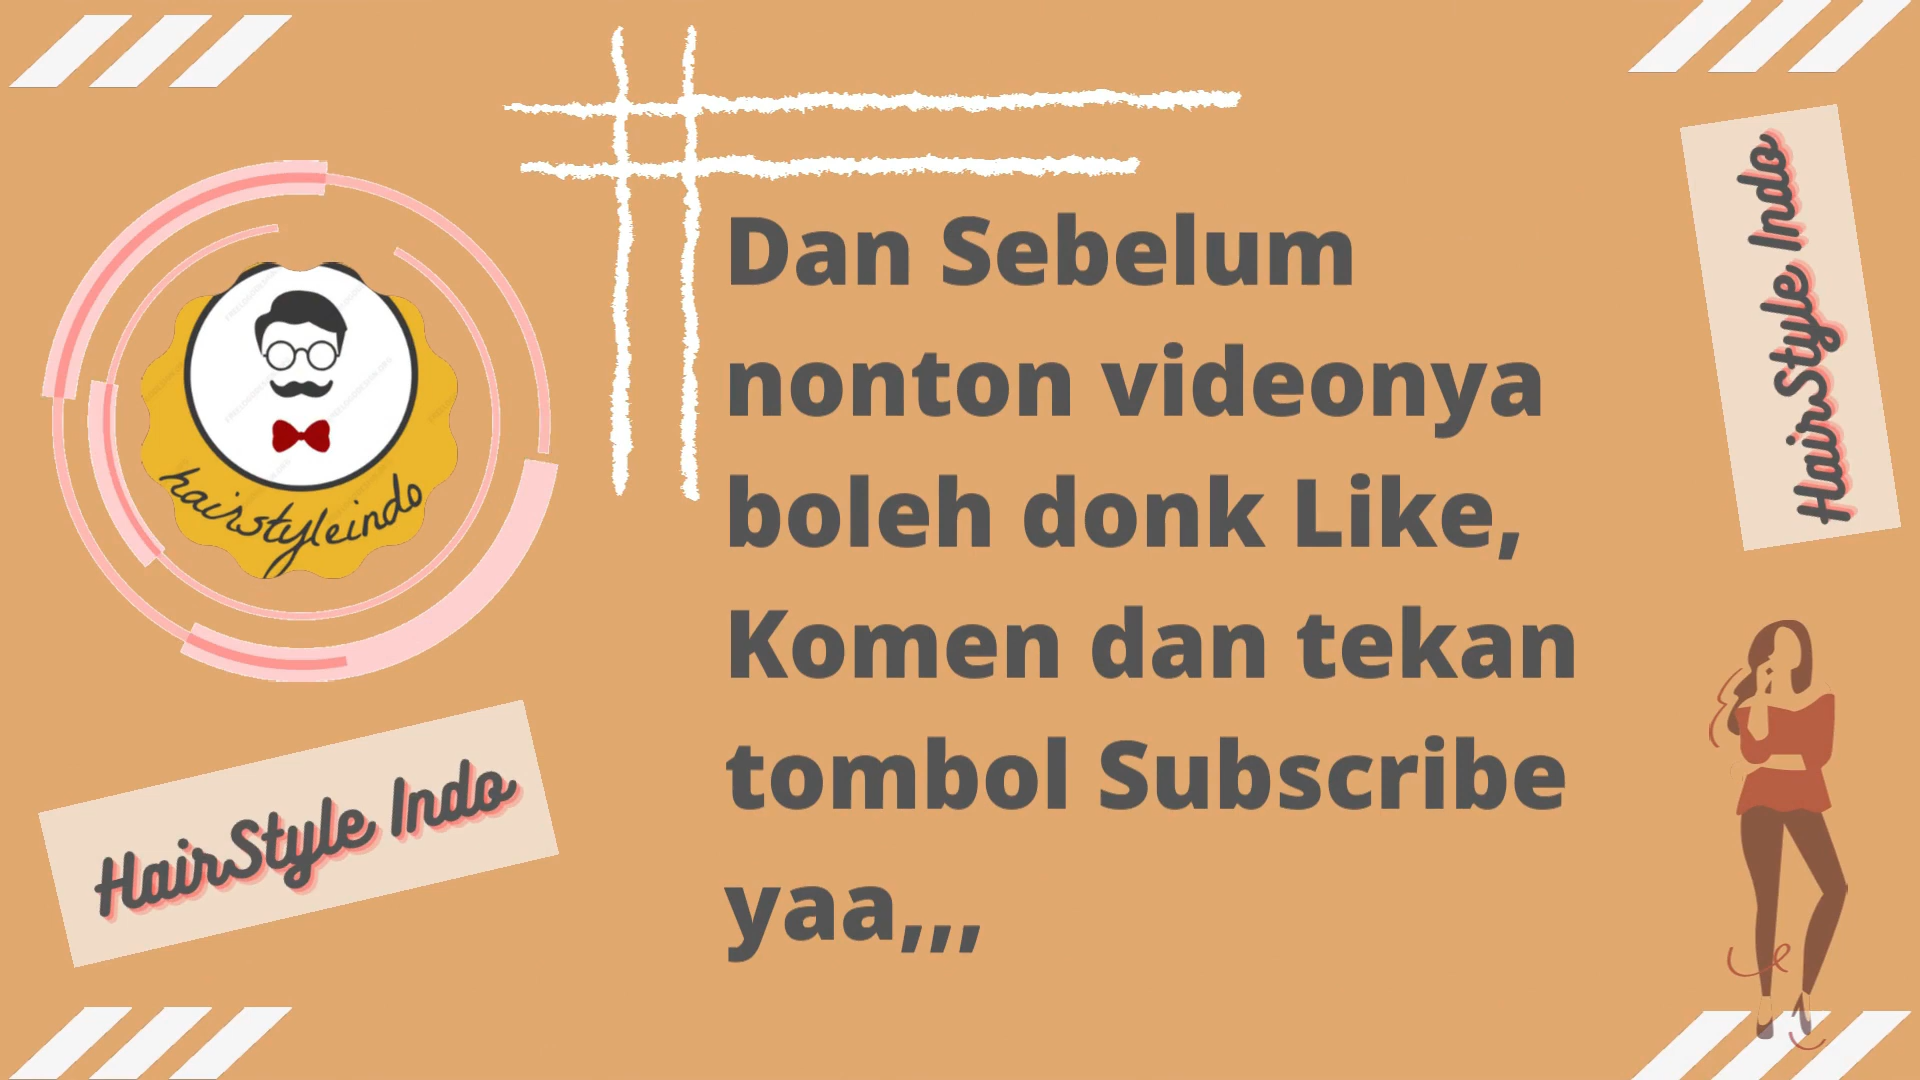 hairstyleindo
HairStyle Indo
Dan Sebelum
nonton videonya
boleh donk Like,
Komen dan tekan
tombol Subscribe
yaa,,,
HairStyle Indo